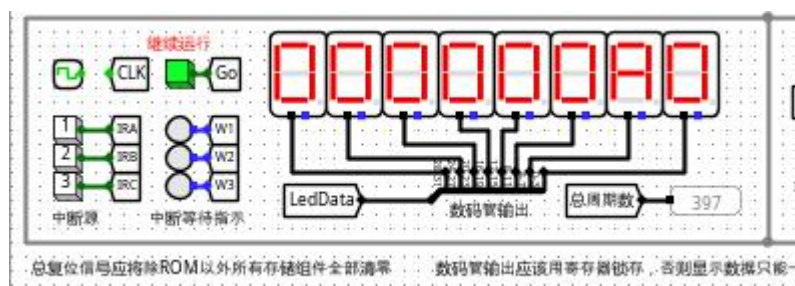 继续运行
CLK
Go
000000A0
1 IRA W1
2 IRB W2
3 IRC W3
LedData
总周期数
397
中断源
中断等待指示
数码管输出
总复位信号应将除ROM以外所有存储组件全部清零
数码管输出应该用寄存器锁存，否则显示数据只能一